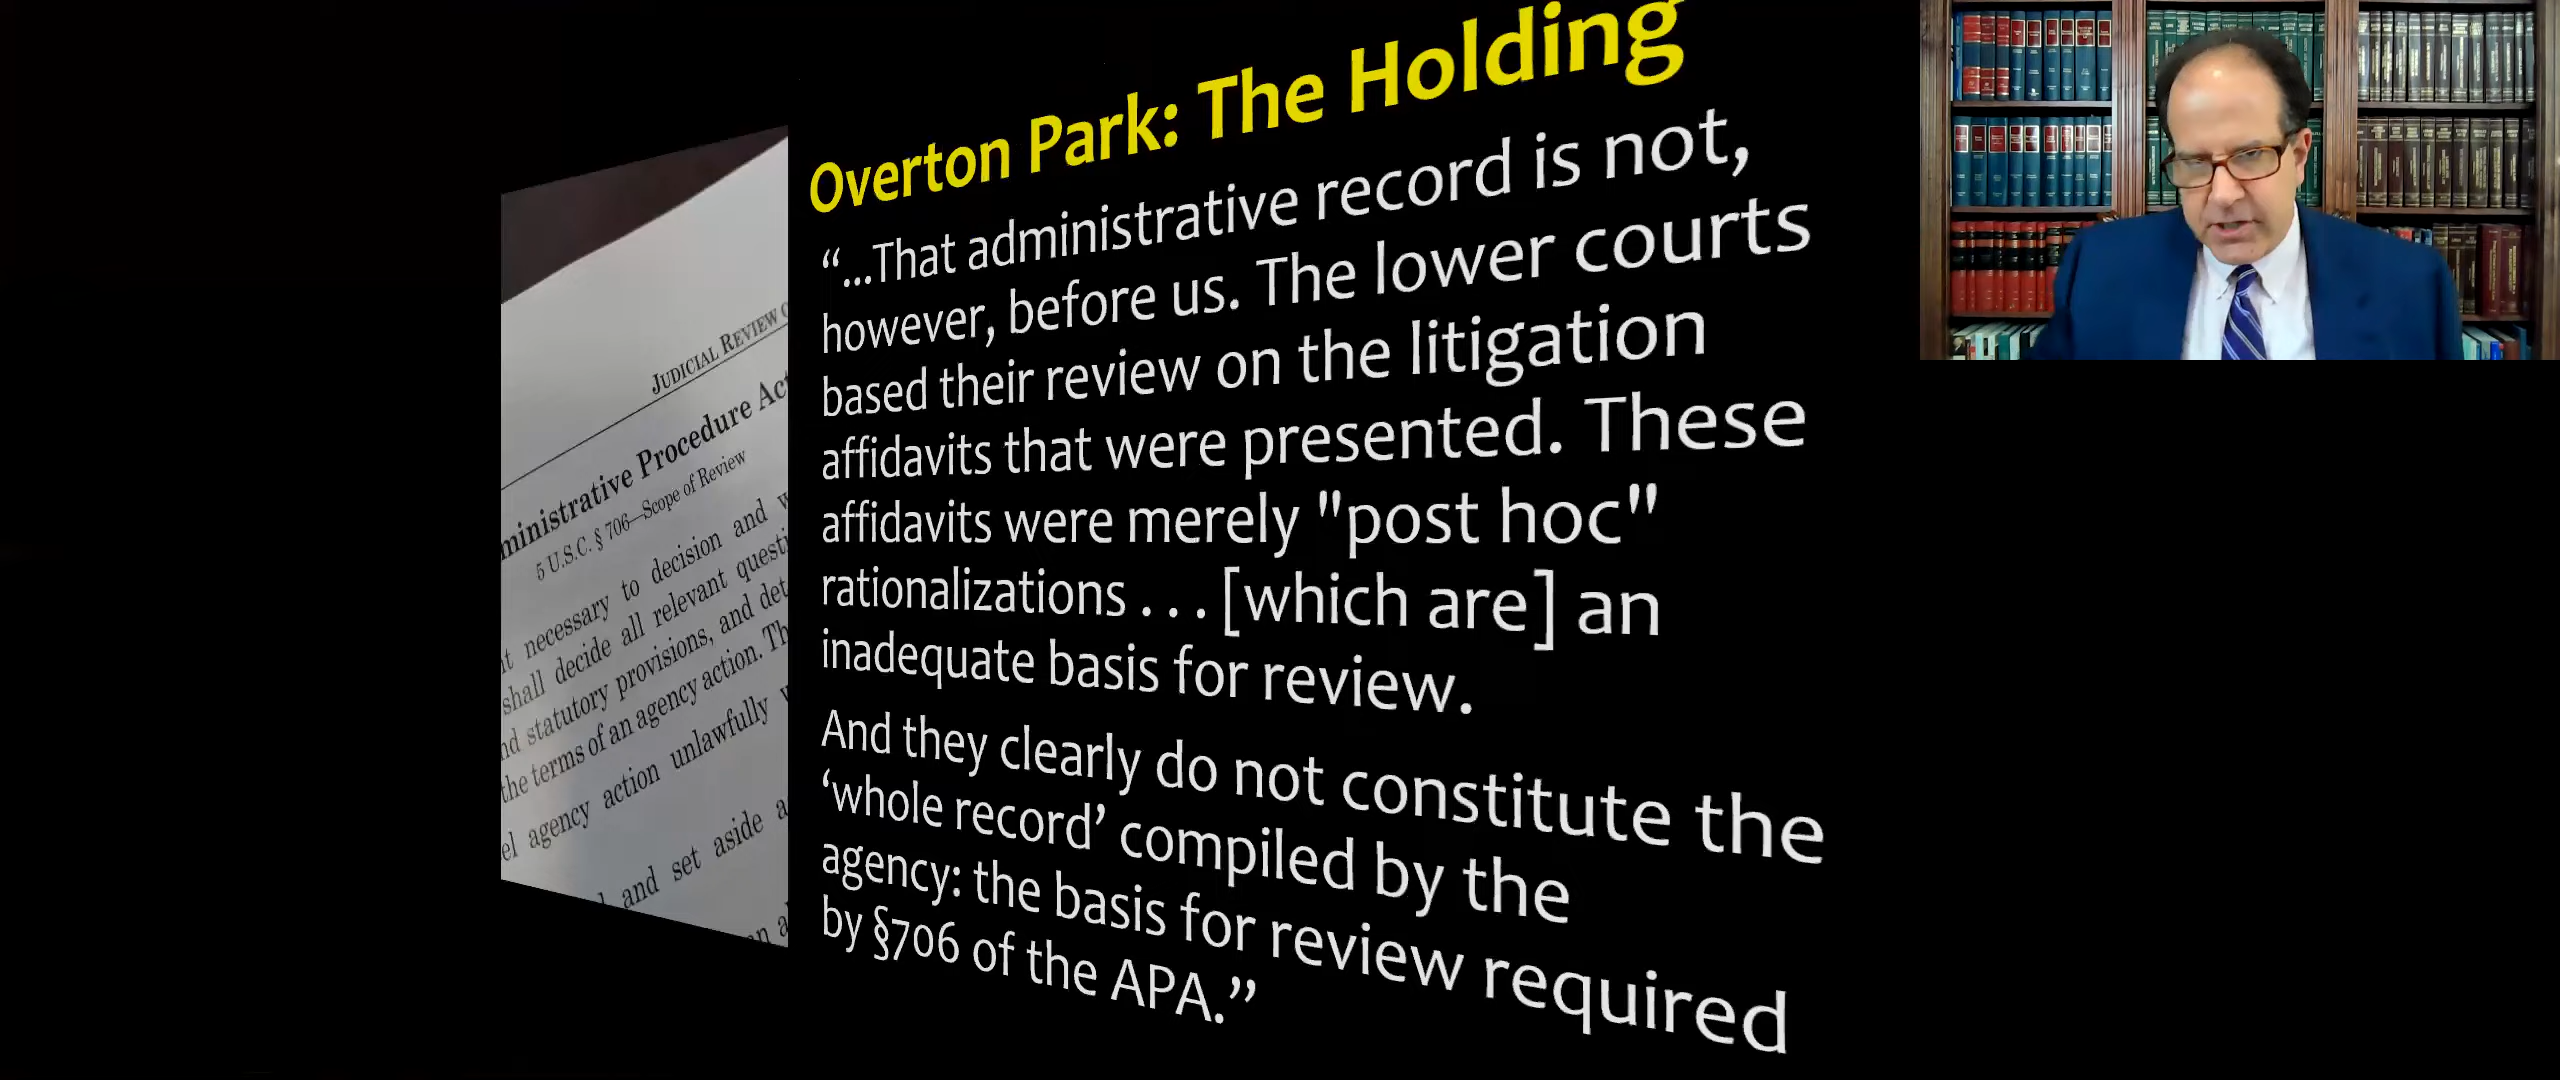 Overton Park: The Holding
“...That administrative record is not,
however, before us. The lower courts
based their review on the litigation
affidavits that were presented. These
affidavits were merely "post hoc"
rationalizations . . . [which are] an
inadequate basis for review.
And they clearly do not constitute the
‘whole record’ compiled by the
agency: the basis for review required
by §706 of the APA.”
JUDICIAL REVIEW
ministrative Procedure Act
5 U.S.C. § 706—Scope of Review
necessary to decision and
shall decide all relevant questi
statutory provisions, and det
the terms of an agency action. Th
agency action unlawfully
and set aside